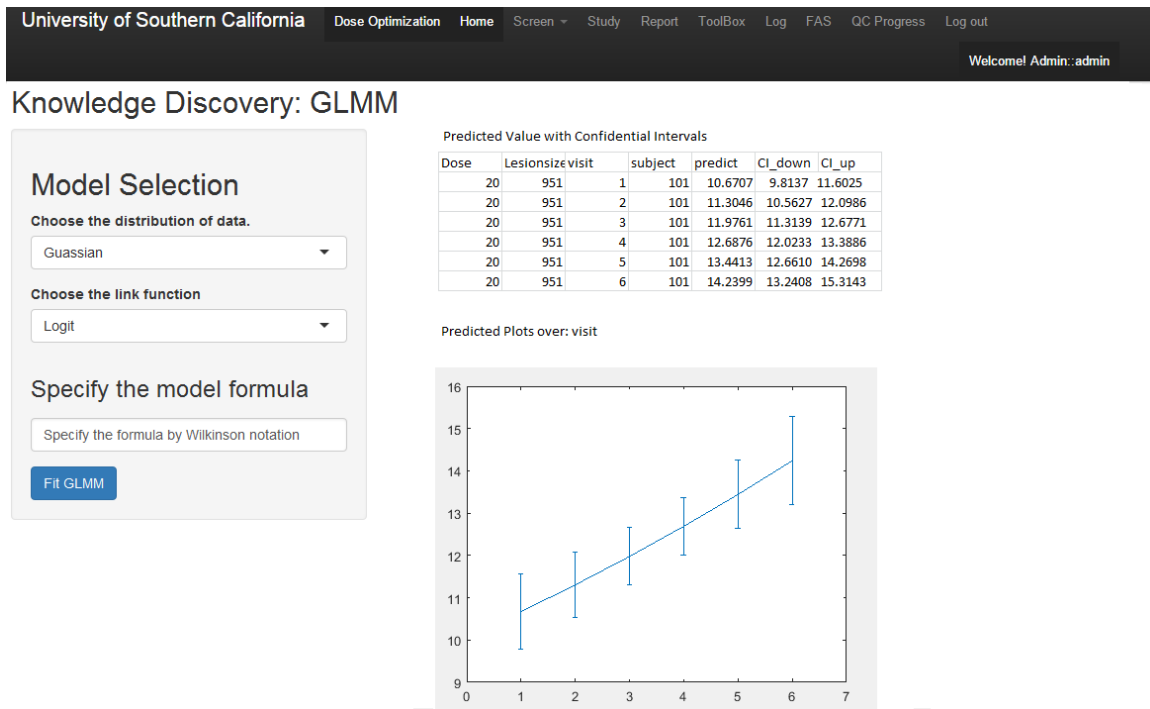 University of Southern California Dose Optimization Home Screen Study Report ToolBox Log FAS QC Progress Log out
Welcome! Admin::admin
Knowledge Discovery: GLMM
Model Selection
Choose the distribution of data.
Guassian
Choose the link function
Logit
Specify the model formula
Specify the formula by Wilkinson notation
Fit GLMM
Predicted Value with Confidential Intervals
Dose Lesionsize visit subject predict CI_down CI_up
20 951 1 101 10.6707 9.8137 11.6025
20 951 2 101 11.3046 10.5627 12.0986
20 951 3 101 11.9761 11.3139 12.6771
20 951 4 101 12.6876 12.0233 13.3886
20 951 5 101 13.4413 12.6610 14.2698
20 951 6 101 14.2399 13.2408 15.3143
Predicted Plots over: visit
16
15
14
13
12
11
10
9
0 1 2 3 4 5 6 7